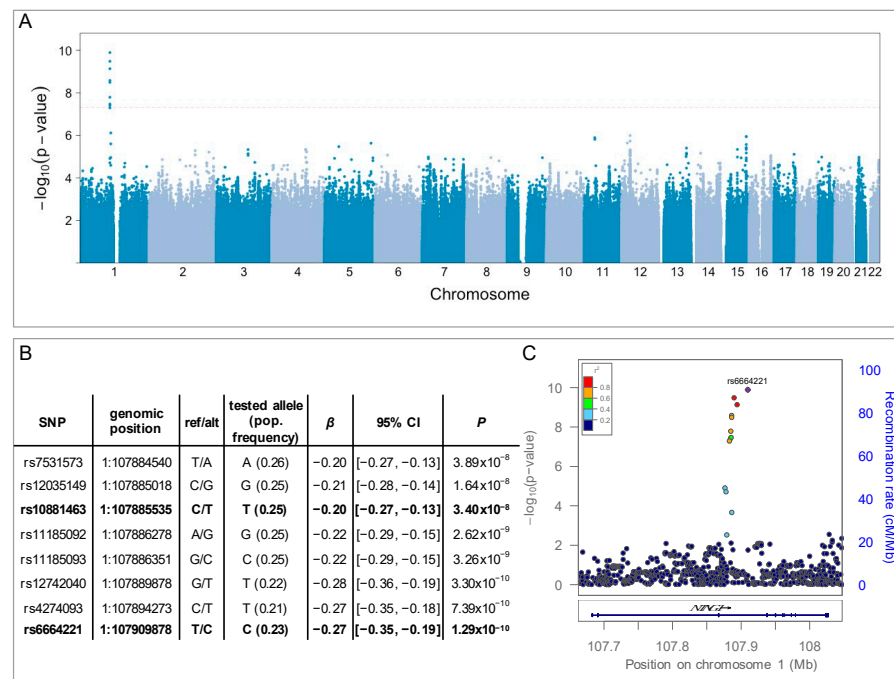 A
10
8
6
4
2
−log10(p − value)
1 2 3 4 5 6 7 8 9 10 11 12 13 14 15 16 17 18 19 20 21 22
Chromosome
B
SNP genomic position ref/alt tested allele (pop. frequency) β 95% CI P
rs7531573 1:107884540 T/A A (0.26) −0.20 [−0.27, −0.13] 3.89x10⁻⁸
rs12035149 1:107885018 C/G G (0.25) −0.21 [−0.28, −0.14] 1.64x10⁻⁸
rs10881463 1:107885535 C/T T (0.25) −0.20 [−0.27, −0.13] 3.40x10⁻⁸
rs11185092 1:107886278 A/G G (0.25) −0.22 [−0.29, −0.15] 2.62x10⁻⁹
rs11185093 1:107886351 G/C C (0.25) −0.22 [−0.29, −0.15] 3.26x10⁻⁹
rs12742040 1:107889878 G/T T (0.22) −0.28 [−0.36, −0.19] 3.30x10⁻¹⁰
rs4274093 1:107894273 C/T T (0.21) −0.27 [−0.35, −0.18] 7.39x10⁻¹⁰
rs6664221 1:107909878 T/C C (0.23) −0.27 [−0.35, −0.19] 1.29x10⁻¹⁰
C
r²
0.8
0.6
0.4
0.2
rs6664221
10
8
6
4
2
0
−log10(p−value)
100
80
60
40
20
0
Recombination rate (cM/Mb)
107.7 107.8 107.9 108
Position on chromosome 1 (Mb)